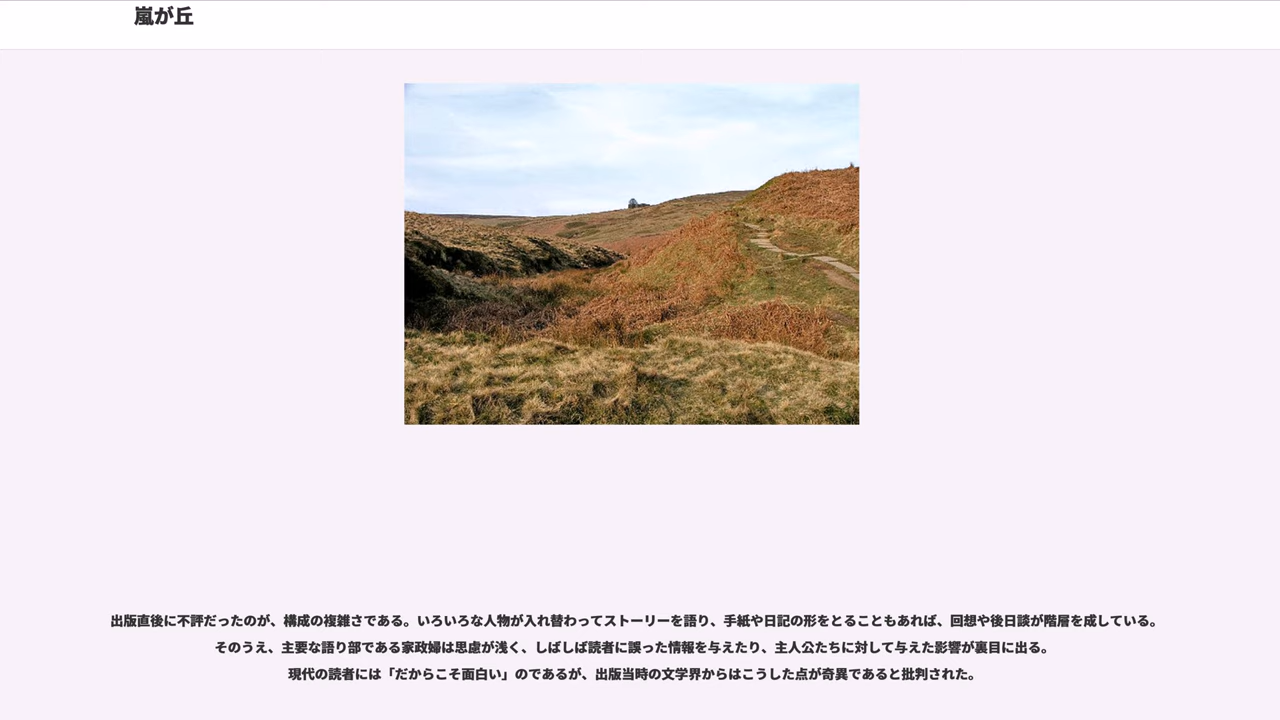 嵐が丘
出版直後に不評だったのが、構成の複雑さである。いろいろな人物が入れ替わってストーリーを語り、手紙や日記の形をとることもあれば、回想や後日談が階層を成している。
そのうえ、主要な語り部である家政婦は思慮が浅く、しばしば読者に誤った情報を与えたり、主人公たちに対して与えた影響が裏目に出る。
現代の読者には「だからこそ面白い」のであるが、出版当時の文学界からはこうした点が奇異であると批判された。